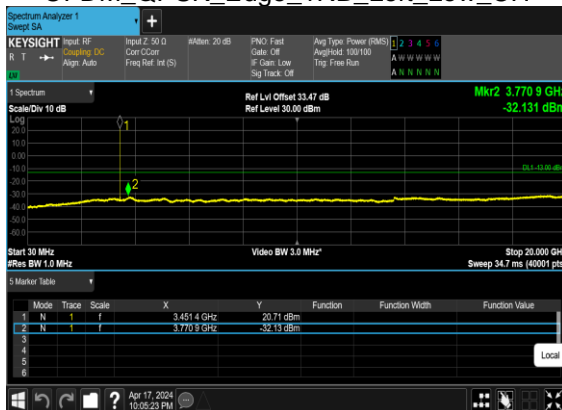 Spectrum Analyzer 1
Swept SA
+
KEYSIGHT Input: RF Input Z: 50 Ω #Atten: 20 dB PNO: Fast Avg Type: Power (RMS) 1 2 3 4 5 6
R T Coupling: DC Corr CCorr Gate: Off Avg|Hold: 100/100 A W W W W W
Align: Auto Freq Ref: Int (S) IF Gain: Low Trig: Free Run
Sig Track: Off A N N N N N
1 Spectrum Ref Lvl Offset 33.47 dB Mkr2 3.770 9 GHz
Scale/Div 10 dB Ref Level 30.00 dBm -32.131 dBm
Log
20.0
10.0
0.00
-10.0
-20.0
-30.0
-40.0
-50.0
-60.0
1
2
DL1 -13.00 dBm
Start 30 MHz Video BW 3.0 MHz* Stop 20.000 GH
#Res BW 1.0 MHz Sweep 34.7 ms (40001 pts
5 Marker Table
Mode Trace Scale X Y Function Function Width Function Value
1 N 1 f 3.451 4 GHz 20.71 dBm
2 N 1 f 3.770 9 GHz -32.13 dBm
3
4
5
6
Local
? Apr 17, 2024
10:05:23 PM